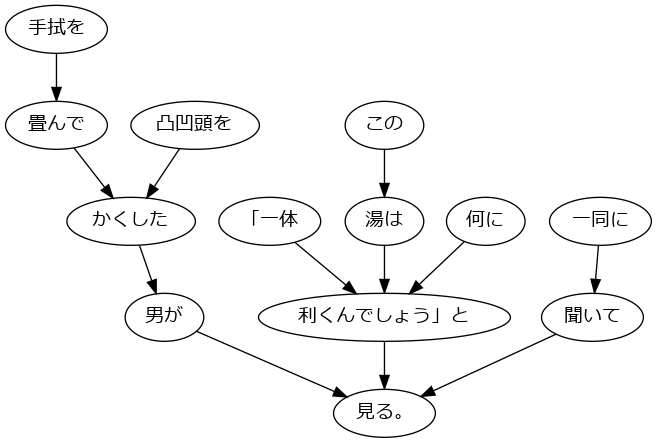 手拭を
畳んで
凸凹頭を
この
かくした
「一体
湯は
何に
一同に
男が
利くんでしょう」と
聞いて
見る。